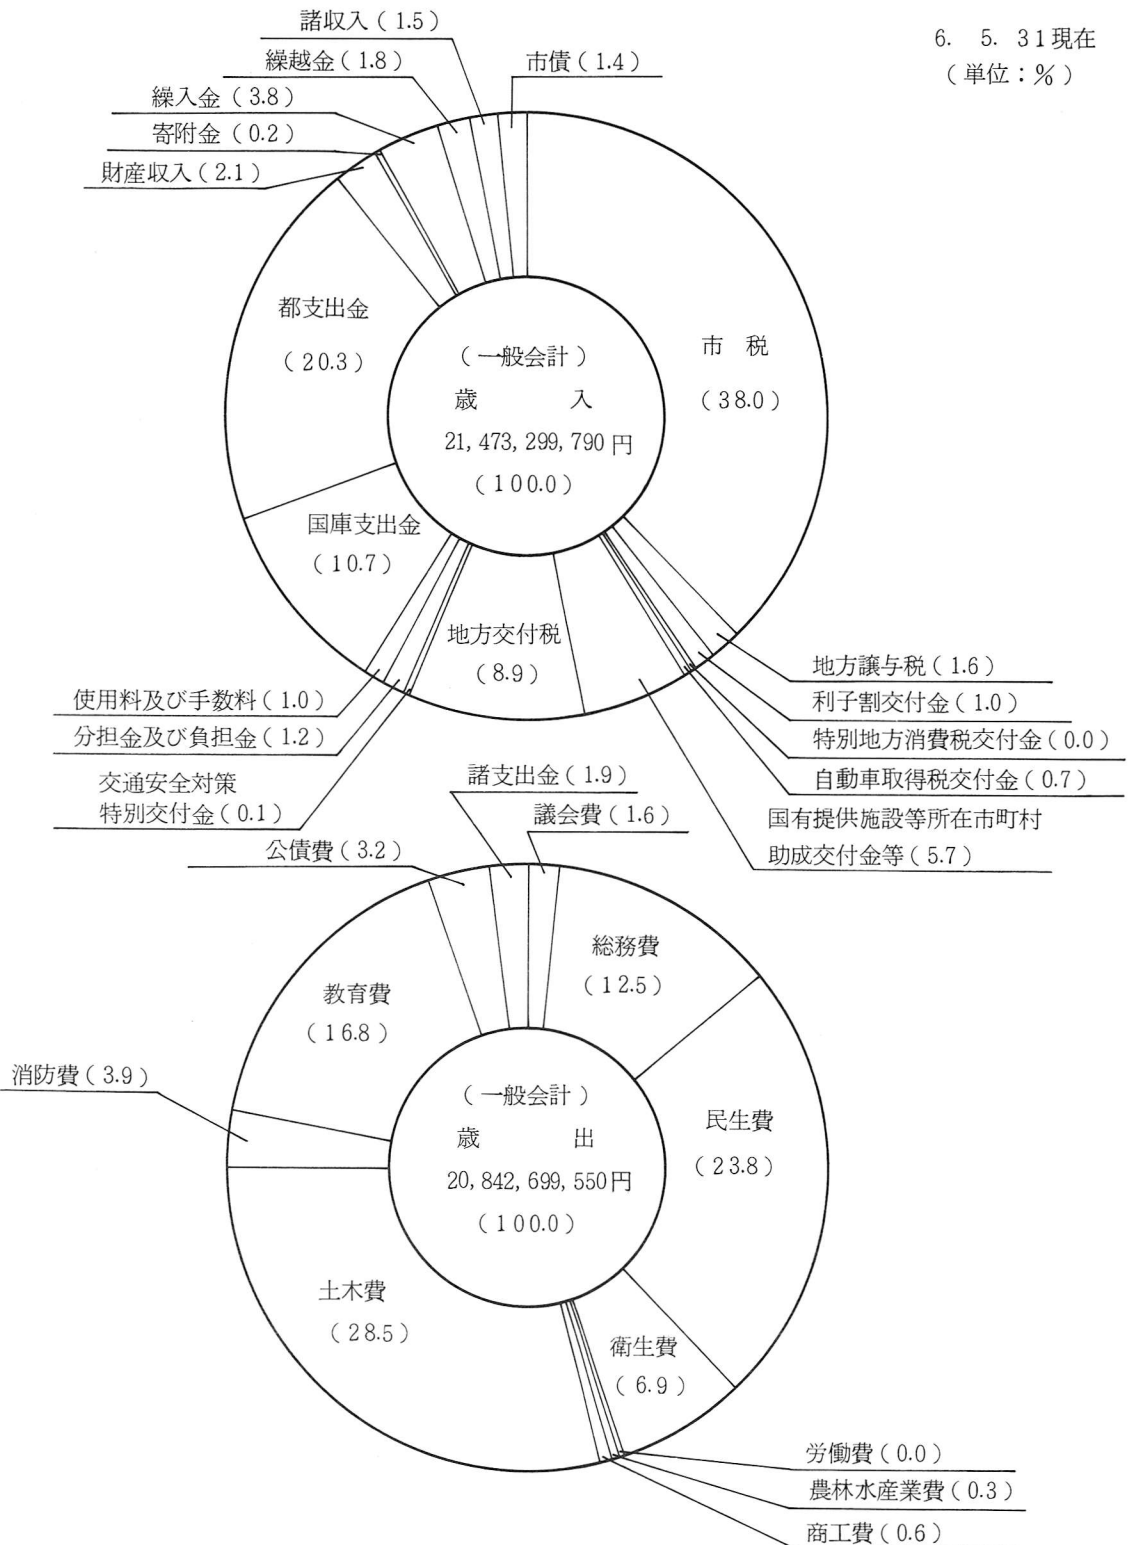 6. 5. 31現在
(単位：%)
諸収入(1.5)
繰越金(1.8)
市債(1.4)
繰入金(3.8)
寄附金(0.2)
財産収入(2.1)
都支出金
(20.3)
市 税
(38.0)
(一般会計)
歳 入
21,473,299,790円
(100.0)
国庫支出金
(10.7)
地方交付税
(8.9)
使用料及び手数料(1.0)
分担金及び負担金(1.2)
交通安全対策
特別交付金(0.1)
地方譲与税(1.6)
利子割交付金(1.0)
特別地方消費税交付金(0.0)
自動車取得税交付金(0.7)
国有提供施設等所在市町村
助成交付金等(5.7)
諸支出金(1.9)
議会費(1.6)
公債費(3.2)
総務費
(12.5)
教育費
(16.8)
消防費(3.9)
(一般会計)
歳 出
20,842,699,550円
(100.0)
民生費
(23.8)
土木費
(28.5)
衛生費
(6.9)
労働費(0.0)
農林水産業費(0.3)
商工費(0.6)